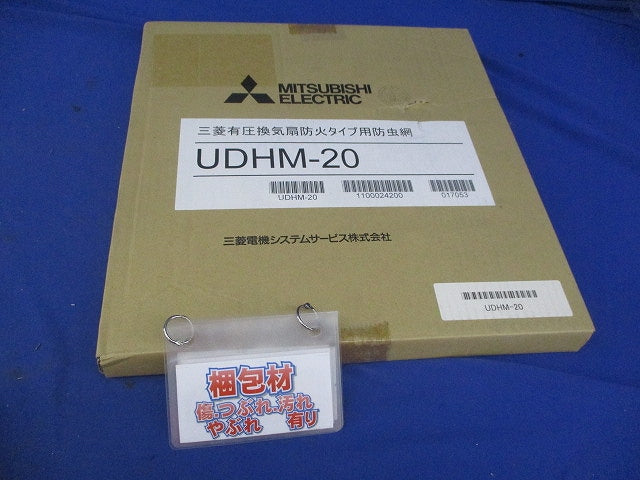 MITSUBISHI
ELECTRIC
三菱有圧換気扇防火タイプ用防虫網
UDHM-20
UDHM-20 1100024200 017053
三菱電機システムサービス株式会社
UDHM-20
梱包材
傷.つぶれ.汚れ
やぶれ 有り